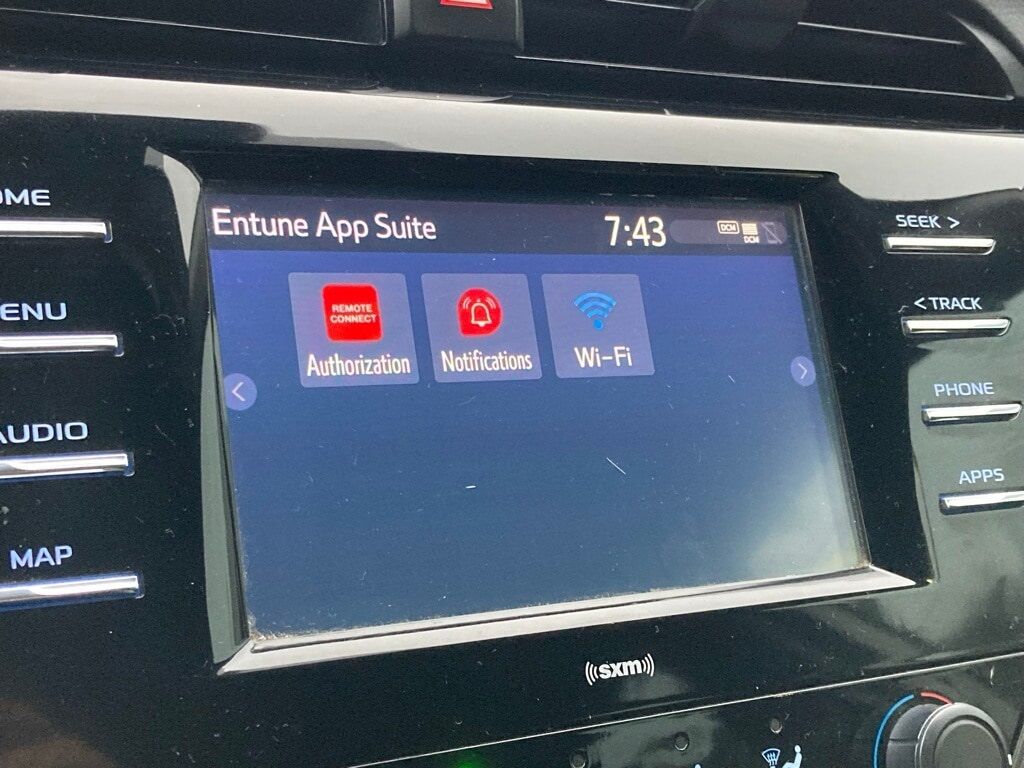 Entune App Suite 7:43 DCM
DCM
REMOTE
CONNECT
Authorization
Notifications
Wi-Fi
OME
ENU
AUDIO
MAP
SEEK >
< TRACK
PHONE
APPS
sxm